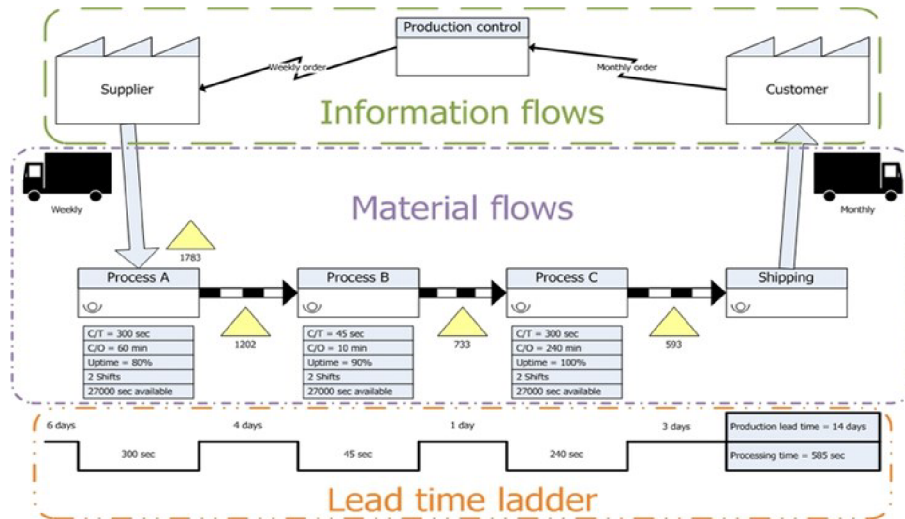 Production control
Supplier
Weekly order
Monthly order
Customer
Information flows
Weekly
Material flows
Monthly
1783
Process A
Process B
Process C
Shipping
1202
733
593
C/T = 300 sec
C/O = 60 min
Uptime = 80%
2 Shifts
27000 sec available
C/T = 45 sec
C/O = 10 min
Uptime = 90%
2 Shifts
27000 sec available
C/T = 300 sec
C/O = 240 min
Uptime = 100%
2 Shifts
27000 sec available
6 days
4 days
1 day
3 days
Production lead time = 14 days
300 sec
45 sec
240 sec
Processing time = 585 sec
Lead time ladder